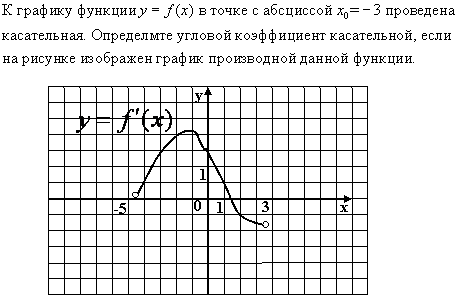 К графику функции y = f (x) в точке с абсциссой x₀= − 3 проведена
касательная. Определмте угловой коэффициент касательной, если
на рисунке изображен график производной данной функции.
y
y = f'(x)
1
-5 0 1 3 x